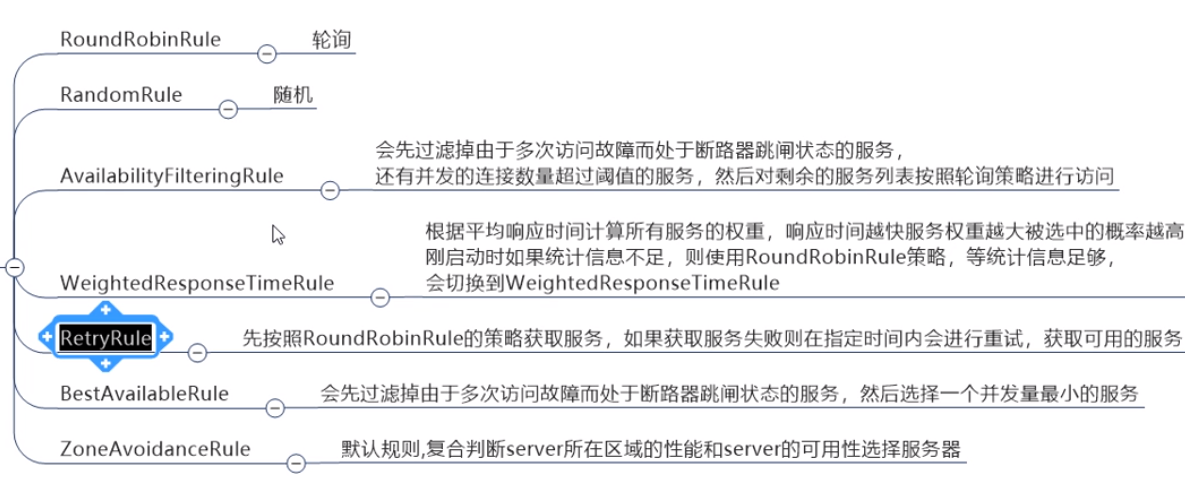 RoundRobinRule
轮询
RandomRule
随机
AvailabilityFilteringRule
会先过滤掉由于多次访问故障而处于断路器跳闸状态的服务，
还有并发的连接数量超过阈值的服务，然后对剩余的服务列表按照轮询策略进行访问
WeightedResponseTimeRule
根据平均响应时间计算所有服务的权重，响应时间越快服务权重越大被选中的概率越高
刚启动时如果统计信息不足，则使用RoundRobinRule策略，等统计信息足够，
会切换到WeightedResponseTimeRule
RetryRule
先按照RoundRobinRule的策略获取服务，如果获取服务失败则在指定时间内会进行重试，获取可用的服务
BestAvailableRule
会先过滤掉由于多次访问故障而处于断路器跳闸状态的服务，然后选择一个并发量最小的服务
ZoneAvoidanceRule
默认规则,复合判断server所在区域的性能和server的可用性选择服务器